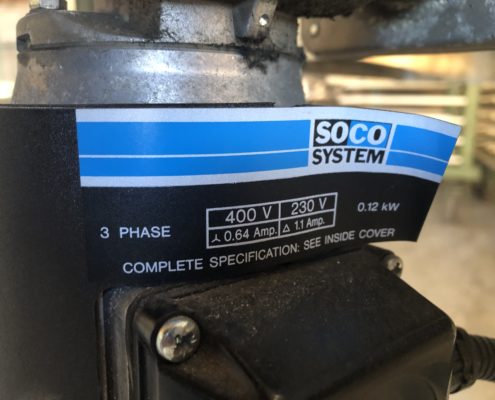 SOCO
SYSTEM
400 V 230 V
3 PHASE ⅄ 0.64 Amp. △ 1.1 Amp. 0.12 kW
COMPLETE SPECIFICATION: SEE INSIDE COVER